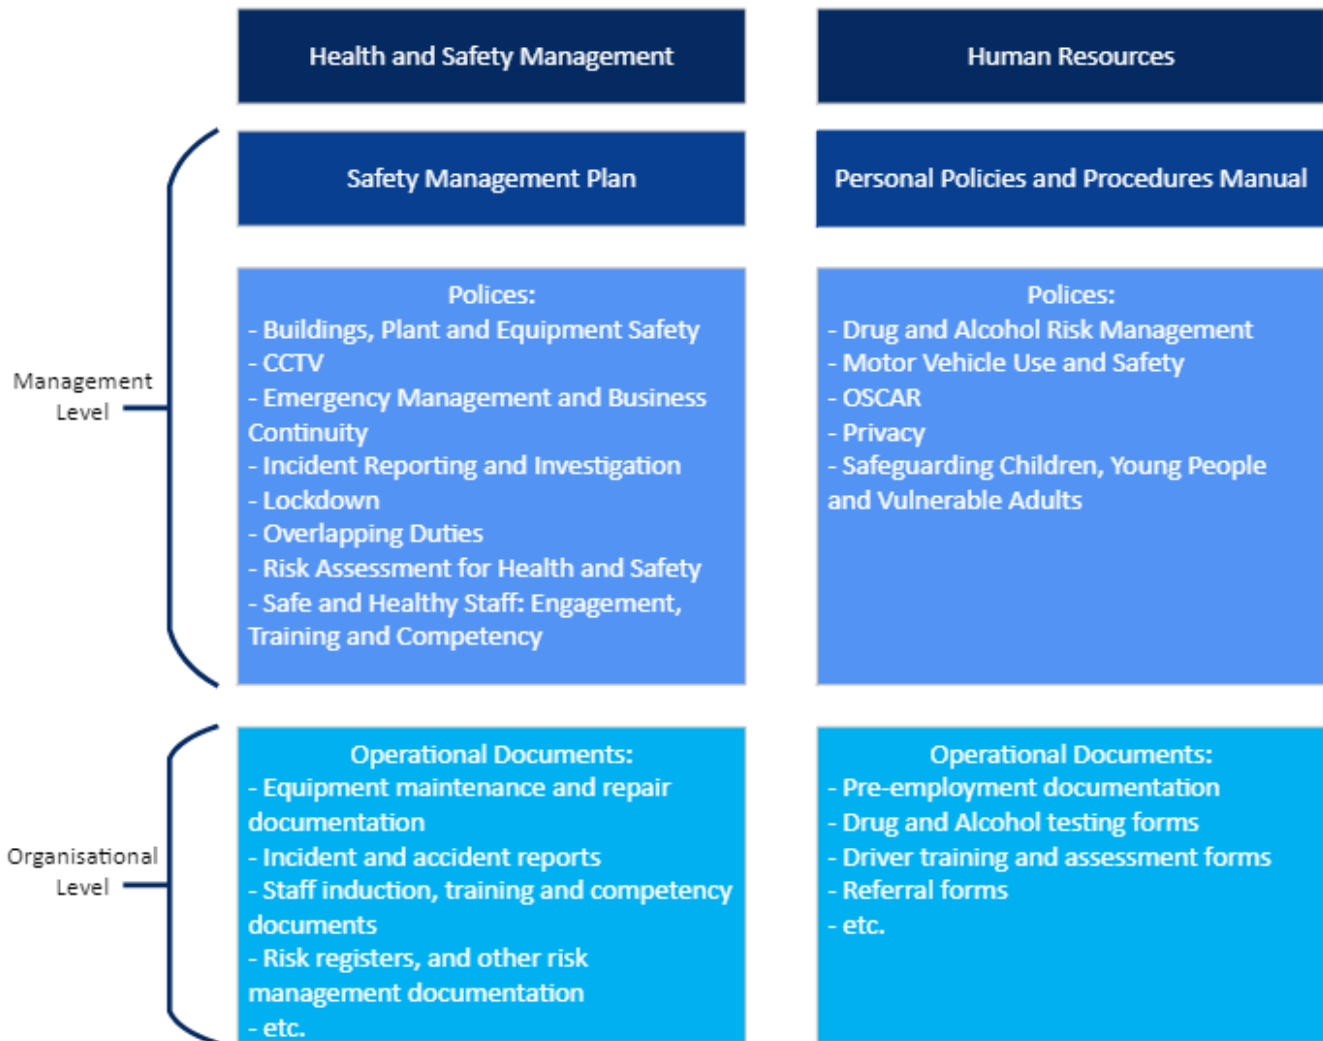 Health and Safety Management
Human Resources
Management
Level
Safety Management Plan
Personal Policies and Procedures Manual
Polices:
- Buildings, Plant and Equipment Safety
- CCTV
- Emergency Management and Business
Continuity
- Incident Reporting and Investigation
- Lockdown
- Overlapping Duties
- Risk Assessment for Health and Safety
- Safe and Healthy Staff: Engagement,
Training and Competency
Polices:
- Drug and Alcohol Risk Management
- Motor Vehicle Use and Safety
- OSCAR
- Privacy
- Safeguarding Children, Young People
and Vulnerable Adults
Organisational
Level
Operational Documents:
- Equipment maintenance and repair
documentation
- Incident and accident reports
- Staff induction, training and competency
documents
- Risk registers, and other risk
management documentation
- etc.
Operational Documents:
- Pre-employment documentation
- Drug and Alcohol testing forms
- Driver training and assessment forms
- Referral forms
- etc.